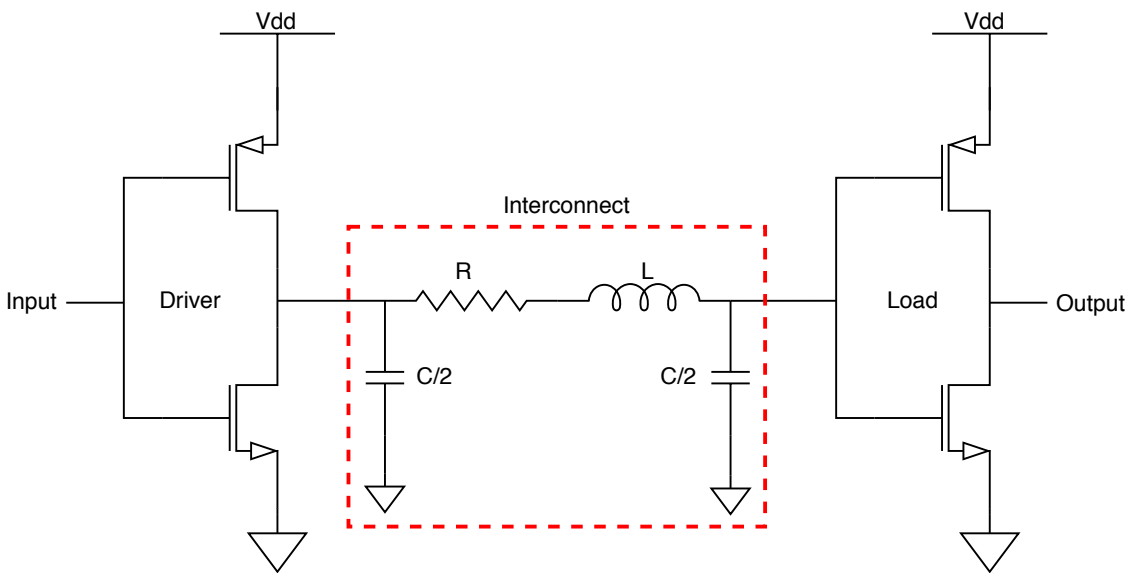 Vdd
Vdd
Interconnect
R
L
Input
Driver
Load
Output
C/2
C/2